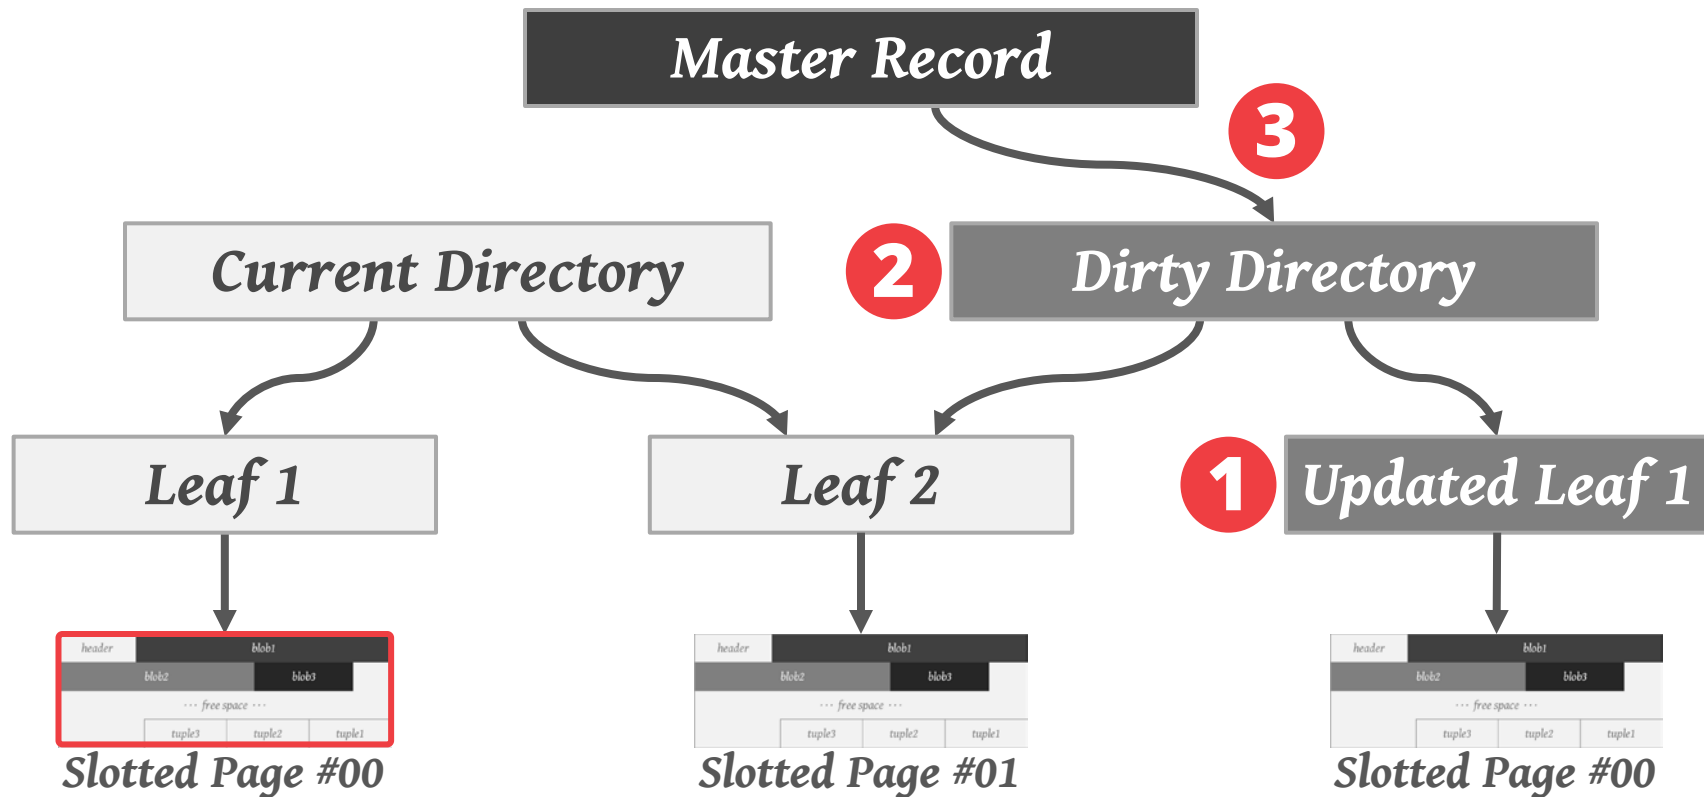 Master Record
3
Current Directory
2
Dirty Directory
Leaf 1
Leaf 2
1
Updated Leaf 1
header
blob1
blob2
blob3
··· free space ···
tuple3
tuple2
tuple1
Slotted Page #00
header
blob1
blob2
blob3
··· free space ···
tuple3
tuple2
tuple1
Slotted Page #01
header
blob1
blob2
blob3
··· free space ···
tuple3
tuple2
tuple1
Slotted Page #00